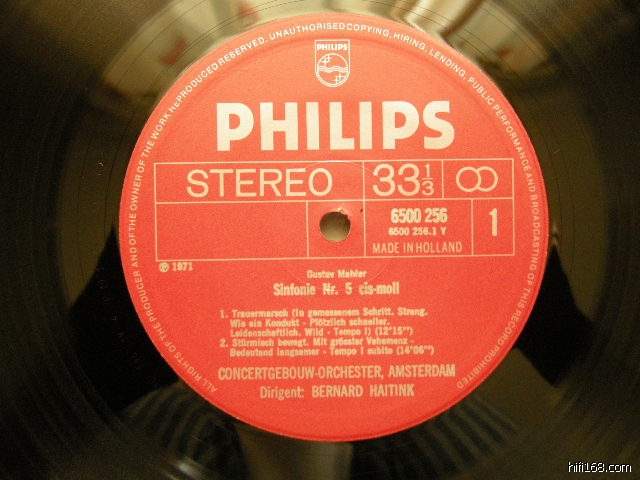 ALL RIGHTS OF THE PRODUCER AND OF THE OWNER OF THE WORK REPRODUCED RESERVED. UNAUTHORISED COPYING, HIRING, LENDING, PUBLIC PERFORMANCE AND BROADCASTING OF THIS RECORD PROHIBITED
PHILIPS
PHILIPS
STEREO 33 1/3
6500 256
6500 256.1 Y
1
MADE IN HOLLAND
℗ 1971
Gustav Mahler
Sinfonie Nr. 5 cis-moll
1. Trauermarsch (in gemessenem Schritt. Streng.
Wie ein Kondukt - Plötzlich schneller.
Leidenschaftlich. Wild - Tempo I) (12'15")
2. Stürmisch bewegt. Mit grösster Vehemenz -
Bedeutend langsamer - Tempo I subito (14'06")
CONCERTGEBOUW-ORCHESTER, AMSTERDAM
Dirigent: BERNARD HAITINK
hifi168.com